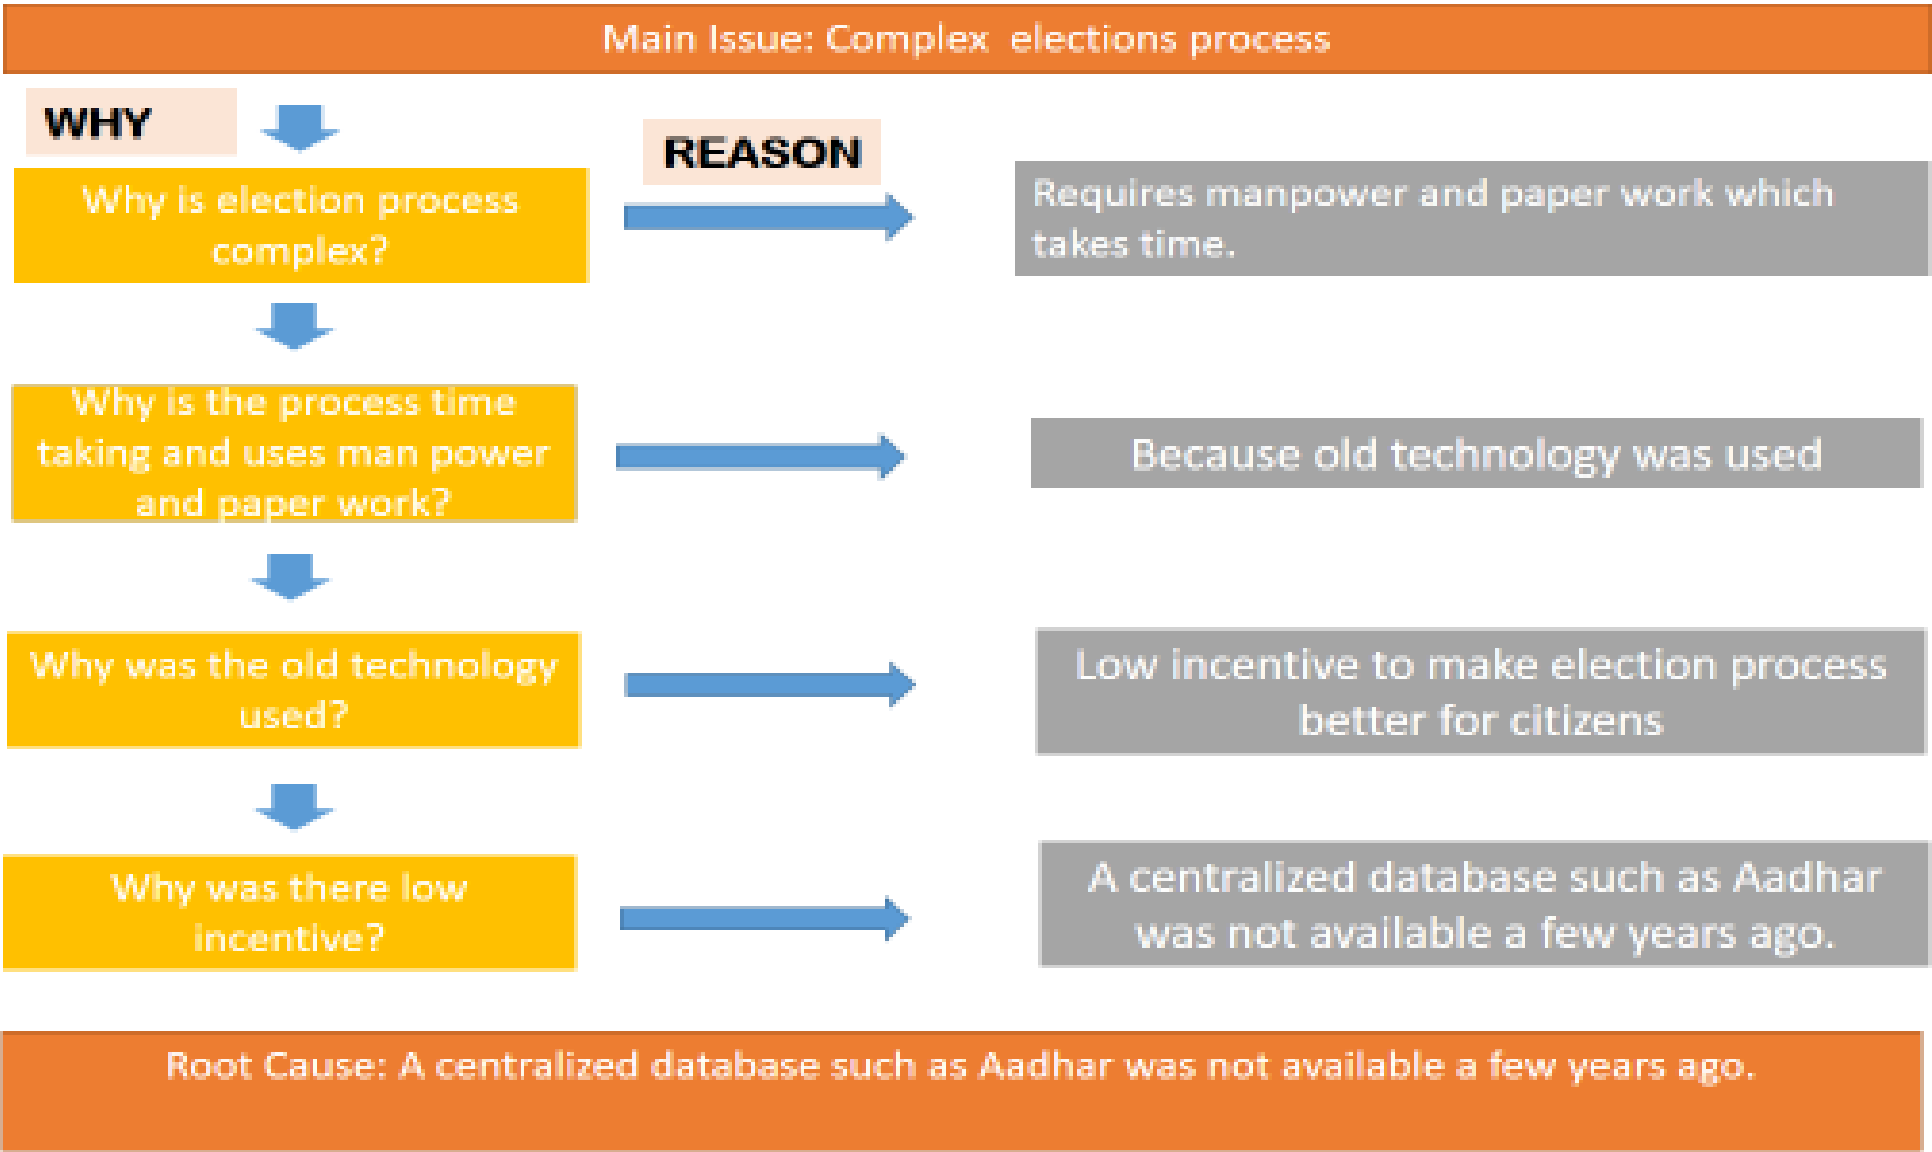 Main Issue: Complex elections process
WHY
REASON
Why is election process
complex?
Requires manpower and paper work which
takes time.
Why is the process time
taking and uses man power
and paper work?
Because old technology was used
Why was the old technology
used?
Low incentive to make election process
better for citizens
Why was there low
incentive?
A centralized database such as Aadhar
was not available a few years ago.
Root Cause: A centralized database such as Aadhar was not available a few years ago.